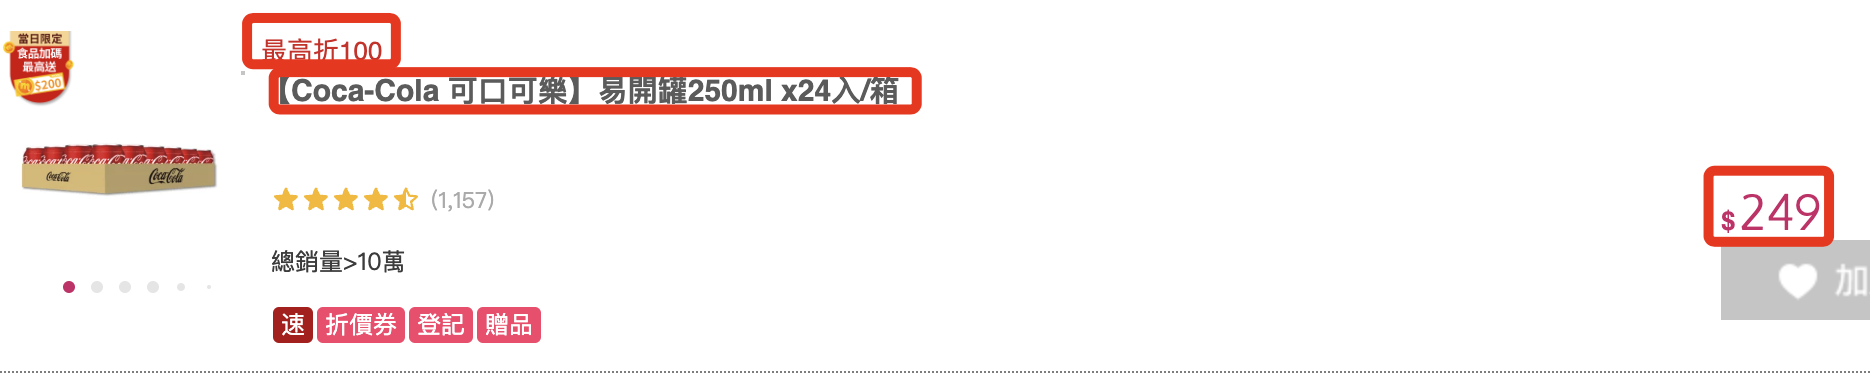 當日限定
食品加碼
最高送
$200
最高折100
【Coca-Cola 可口可樂】易開罐250ml x24入/箱
Coca-Cola
Coca-Cola
(1,157)
$249
總銷量>10萬
加
速 折價券 登記 贈品